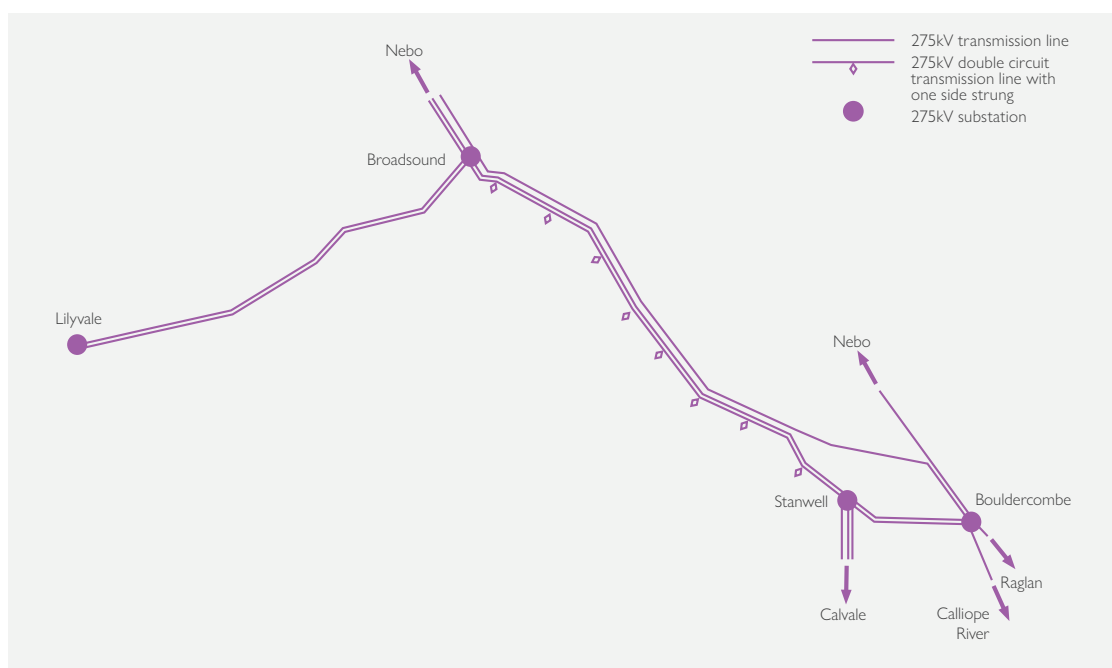 Nebo
275kV transmission line
275kV double circuit
transmission line with
one side strung
275kV substation
Broadsound
Lilyvale
Nebo
Stanwell
Bouldercombe
Raglan
Calvale
Calliope
River